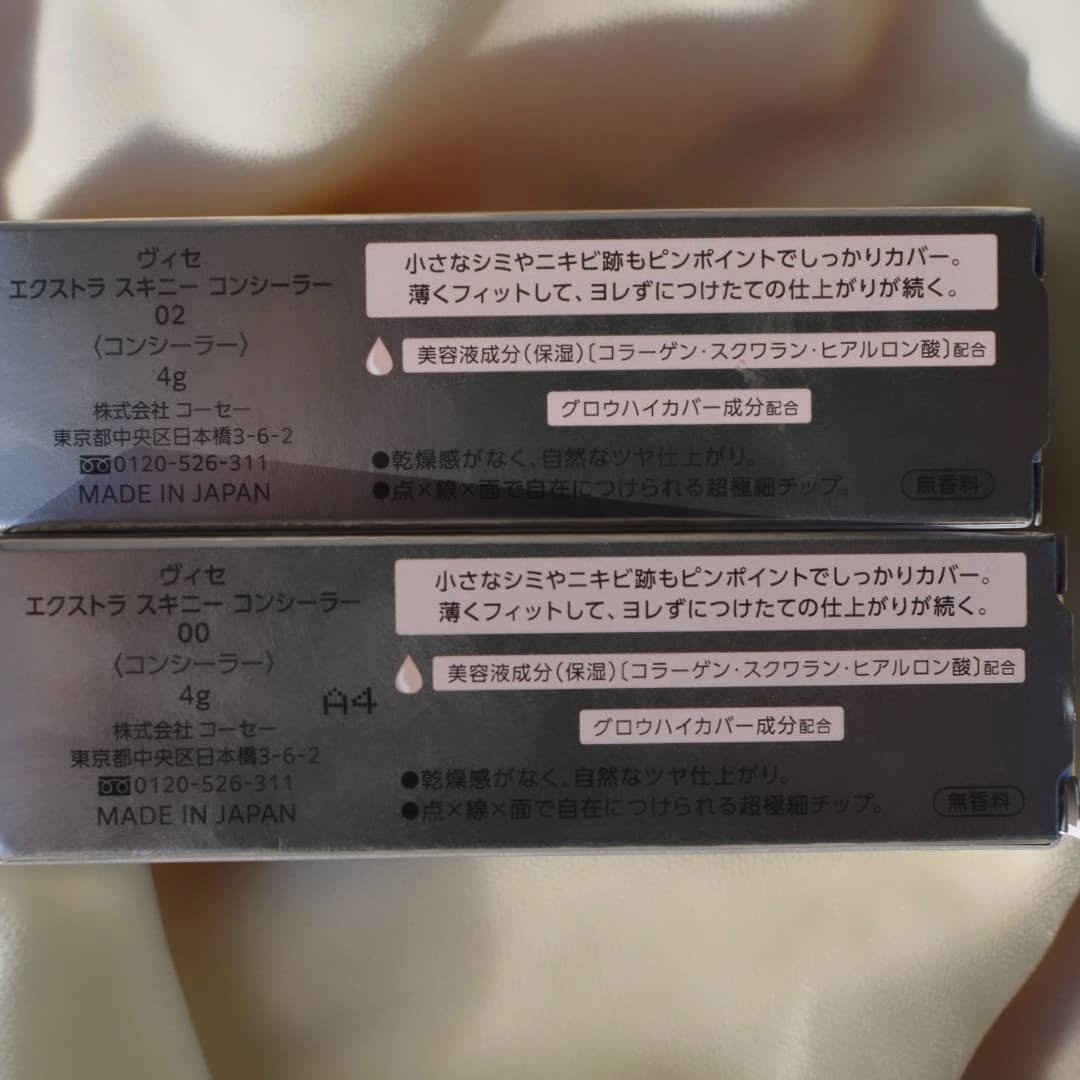 ヴィセ
エクストラ スキニー コンシーラー
02
〈コンシーラー〉
4g
株式会社 コーセー
東京都中央区日本橋3-6-2
0120-526-311
MADE IN JAPAN
小さなシミやニキビ跡もピンポイントでしっかりカバー。
薄くフィットして、ヨレずにつけたての仕上がりが続く。
美容液成分(保湿)〔コラーゲン・スクワラン・ヒアルロン酸〕配合
グロウハイカバー成分配合
●乾燥感がなく、自然なツヤ仕上がり。
●点×線×面で自在につけられる超極細チップ。
無香料
ヴィセ
エクストラ スキニー コンシーラー
00
〈コンシーラー〉
4g
A4
株式会社 コーセー
東京都中央区日本橋3-6-2
0120-526-311
MADE IN JAPAN
小さなシミやニキビ跡もピンポイントでしっかりカバー。
薄くフィットして、ヨレずにつけたての仕上がりが続く。
美容液成分(保湿)〔コラーゲン・スクワラン・ヒアルロン酸〕配合
グロウハイカバー成分配合
●乾燥感がなく、自然なツヤ仕上がり。
●点×線×面で自在につけられる超極細チップ。
無香料